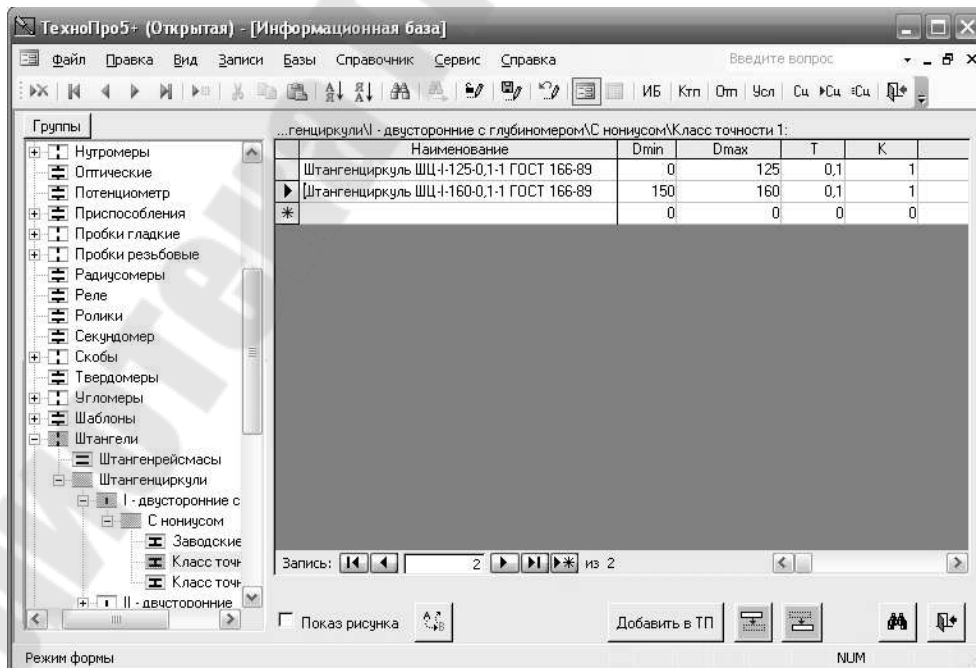 ТехноПро5+ (Открытая) - [Информационная база]
Файл Правка Вид Записи Базы Справочник Сервис Справка Введите вопрос
ИБ Ктп Оm Усл Сц Сц Сц
Группы
...генциркули\I - двусторонние с глубиномером\С нониусом\Класс точности 1:
Наименование Dmin Dmax T K
Штангенциркуль ШЦ-I-125-0,1-1 ГОСТ 166-89 0 125 0,1 1
Штангенциркуль ШЦ-I-160-0,1-1 ГОСТ 166-89 150 160 0,1 1
0 0 0 0
Нутромеры
Оптические
Потенциометр
Приспособления
Пробки гладкие
Пробки резьбовые
Радиусомеры
Реле
Ролики
Секундомер
Скобы
Твердомеры
Угломеры
Шаблоны
Штангели
Штангенрейсмасы
Штангенциркули
I - двусторонние с
С нониусом
Заводские
Класс точн
Класс точн
II - двусторонние
Запись: 2 из 2
Показ рисунка Добавить в ТП
Режим формы NUM